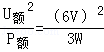 U额² / P额 = (6V)² / 3W